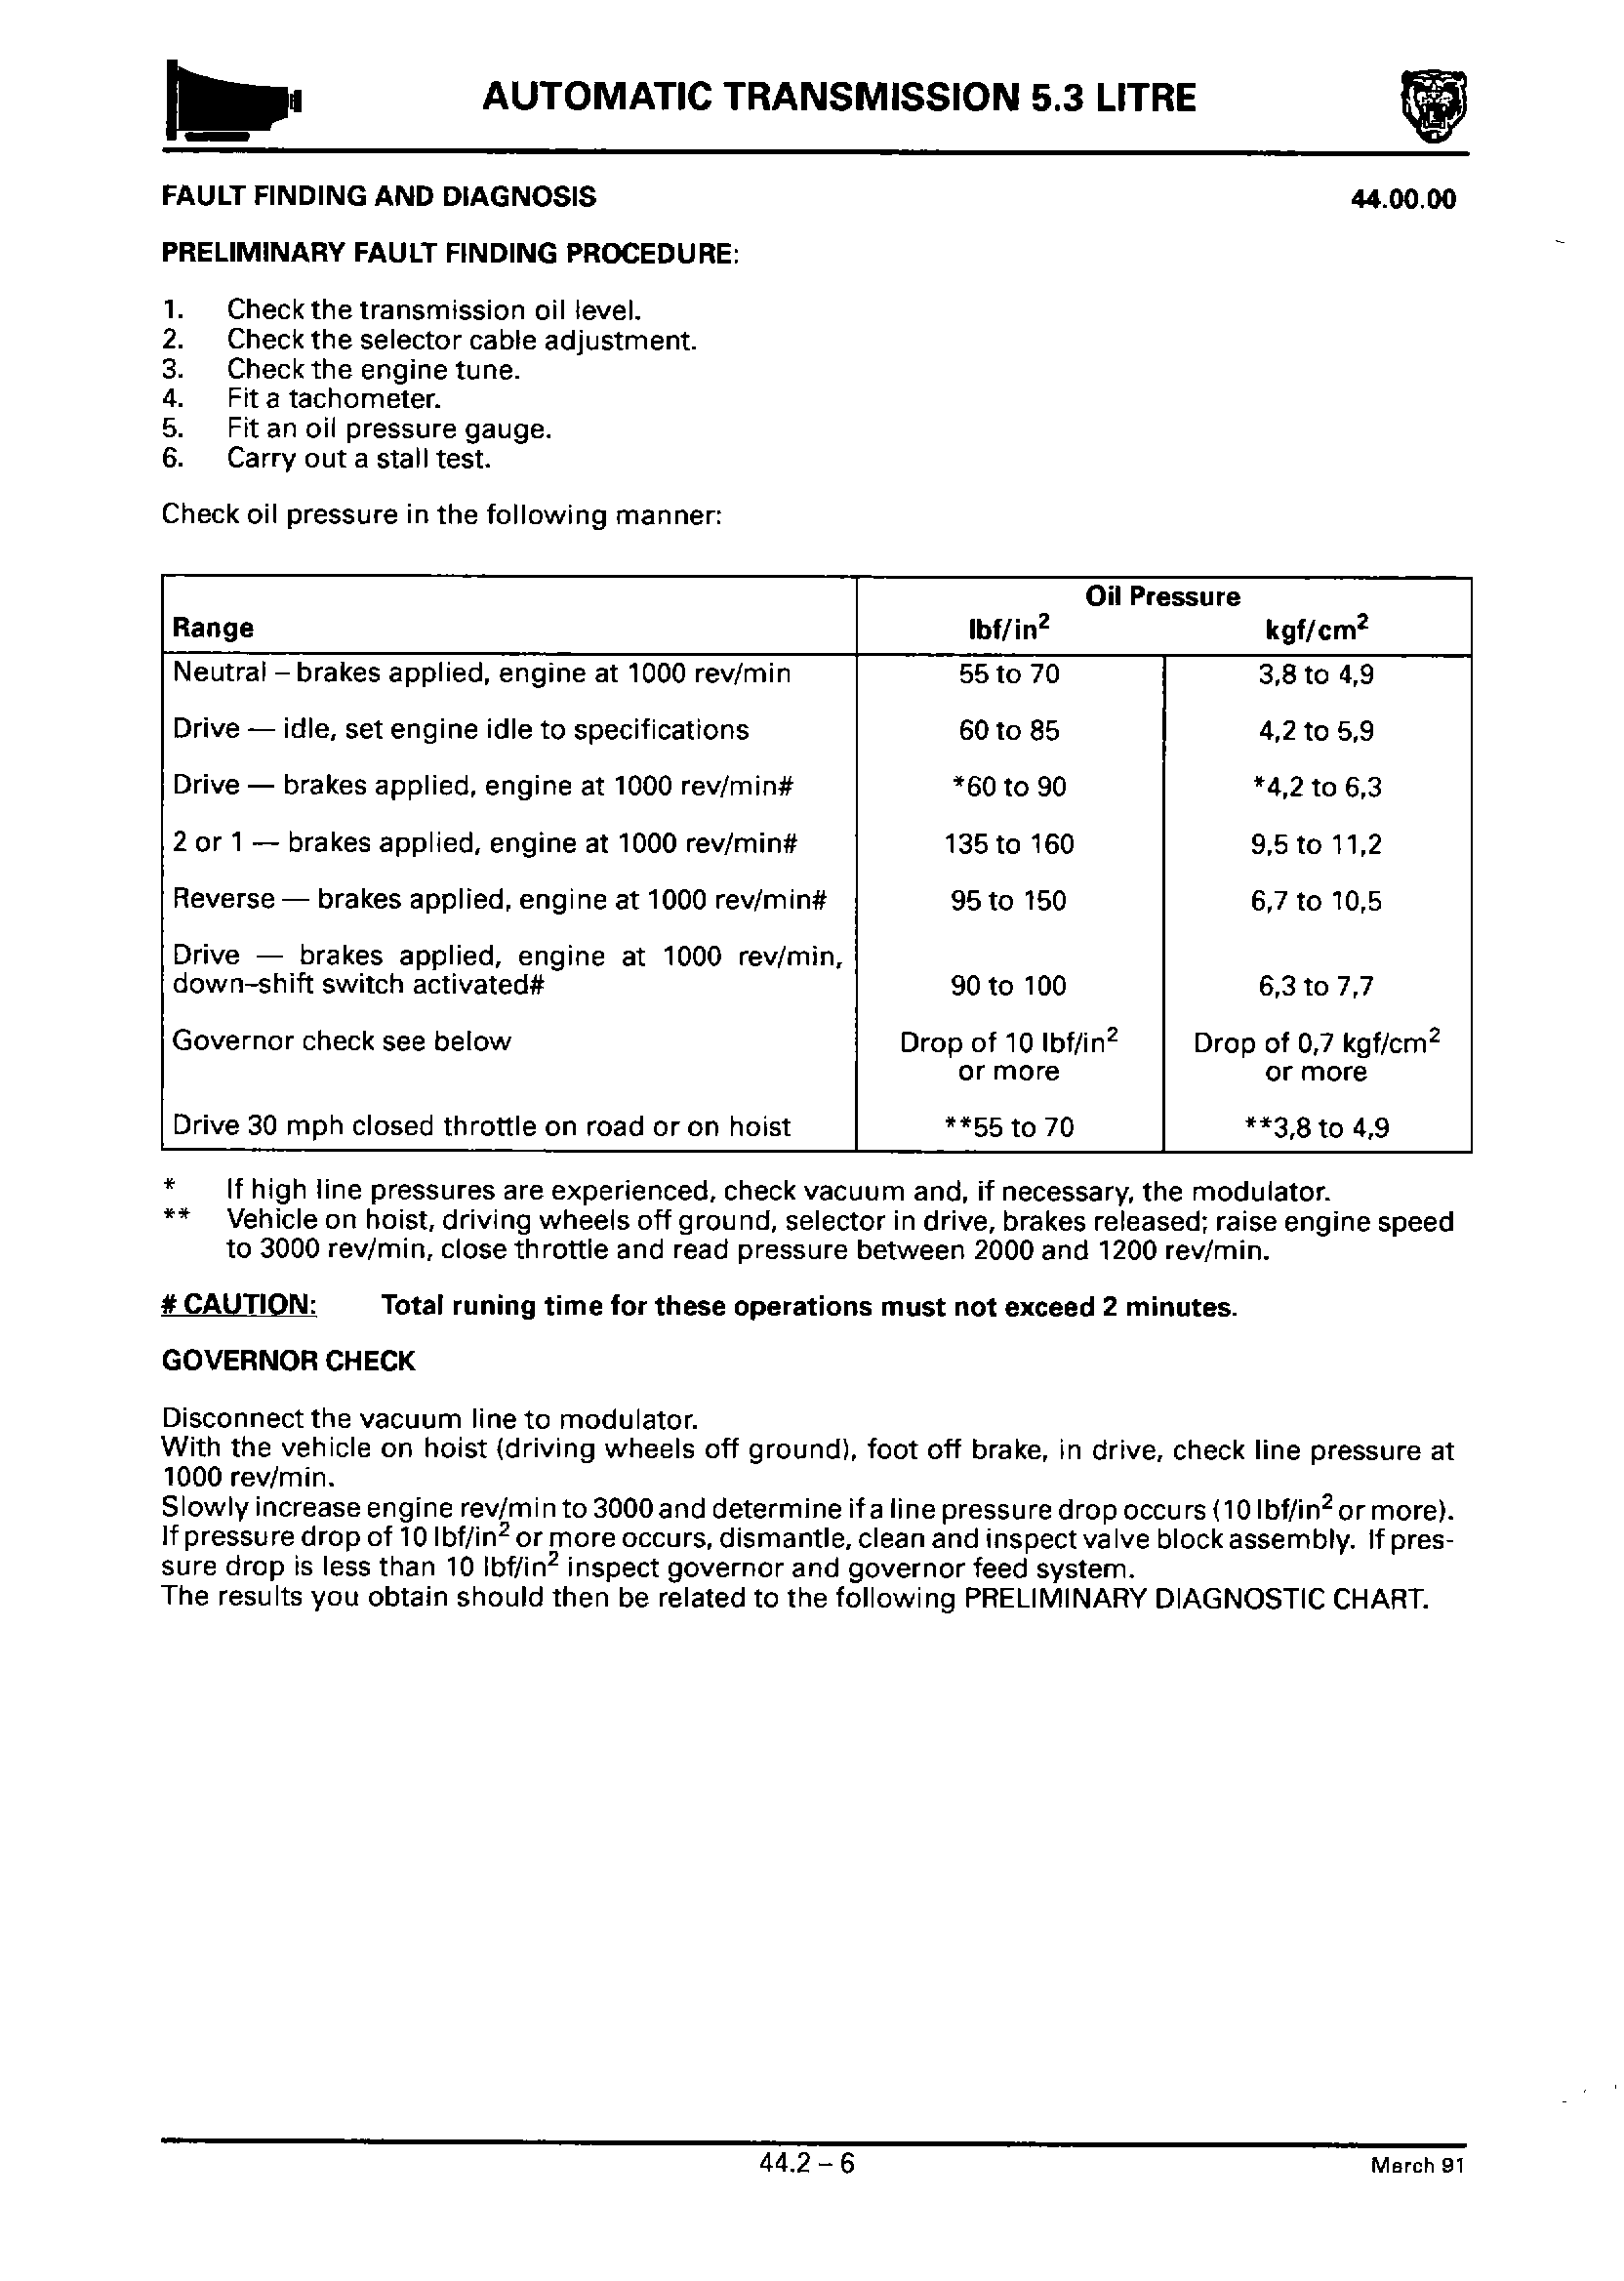 AUTOMATIC TRANSMISSION 5.3 LITRE
FAULT FINDING AND DIAGNOSIS 44.00.00
PRELIMINARY FAULT FINDING PROCEDURE:
1. Check the transmission oil level.
2. Check the selector cable adjustment.
3. Check the engine tune.
4. Fit a tachometer.
5. Fit an oil pressure gauge.
6. Carry out a stall test.
Check oil pressure in the following manner:
Oil Pressure
Range lbf/in² kgf/cm²
Neutral – brakes applied, engine at 1000 rev/min 55 to 70 3,8 to 4,9
Drive — idle, set engine idle to specifications 60 to 85 4,2 to 5,9
Drive — brakes applied, engine at 1000 rev/min# *60 to 90 *4,2 to 6,3
2 or 1 — brakes applied, engine at 1000 rev/min# 135 to 160 9,5 to 11,2
Reverse — brakes applied, engine at 1000 rev/min# 95 to 150 6,7 to 10,5
Drive — brakes applied, engine at 1000 rev/min,
down–shift switch activated# 90 to 100 6,3 to 7,7
Governor check see below Drop of 10 lbf/in² Drop of 0,7 kgf/cm²
or more or more
Drive 30 mph closed throttle on road or on hoist **55 to 70 **3,8 to 4,9
* If high line pressures are experienced, check vacuum and, if necessary, the modulator.
** Vehicle on hoist, driving wheels off ground, selector in drive, brakes released; raise engine speed
to 3000 rev/min, close throttle and read pressure between 2000 and 1200 rev/min.
# CAUTION: Total runing time for these operations must not exceed 2 minutes.
GOVERNOR CHECK
Disconnect the vacuum line to modulator.
With the vehicle on hoist (driving wheels off ground), foot off brake, in drive, check line pressure at
1000 rev/min.
Slowly increase engine rev/min to 3000 and determine if a line pressure drop occurs (10 lbf/in² or more).
If pressure drop of 10 lbf/in² or more occurs, dismantle, clean and inspect valve block assembly. If pres-
sure drop is less than 10 lbf/in² inspect governor and governor feed system.
The results you obtain should then be related to the following PRELIMINARY DIAGNOSTIC CHART.
44.2 – 6 March 91